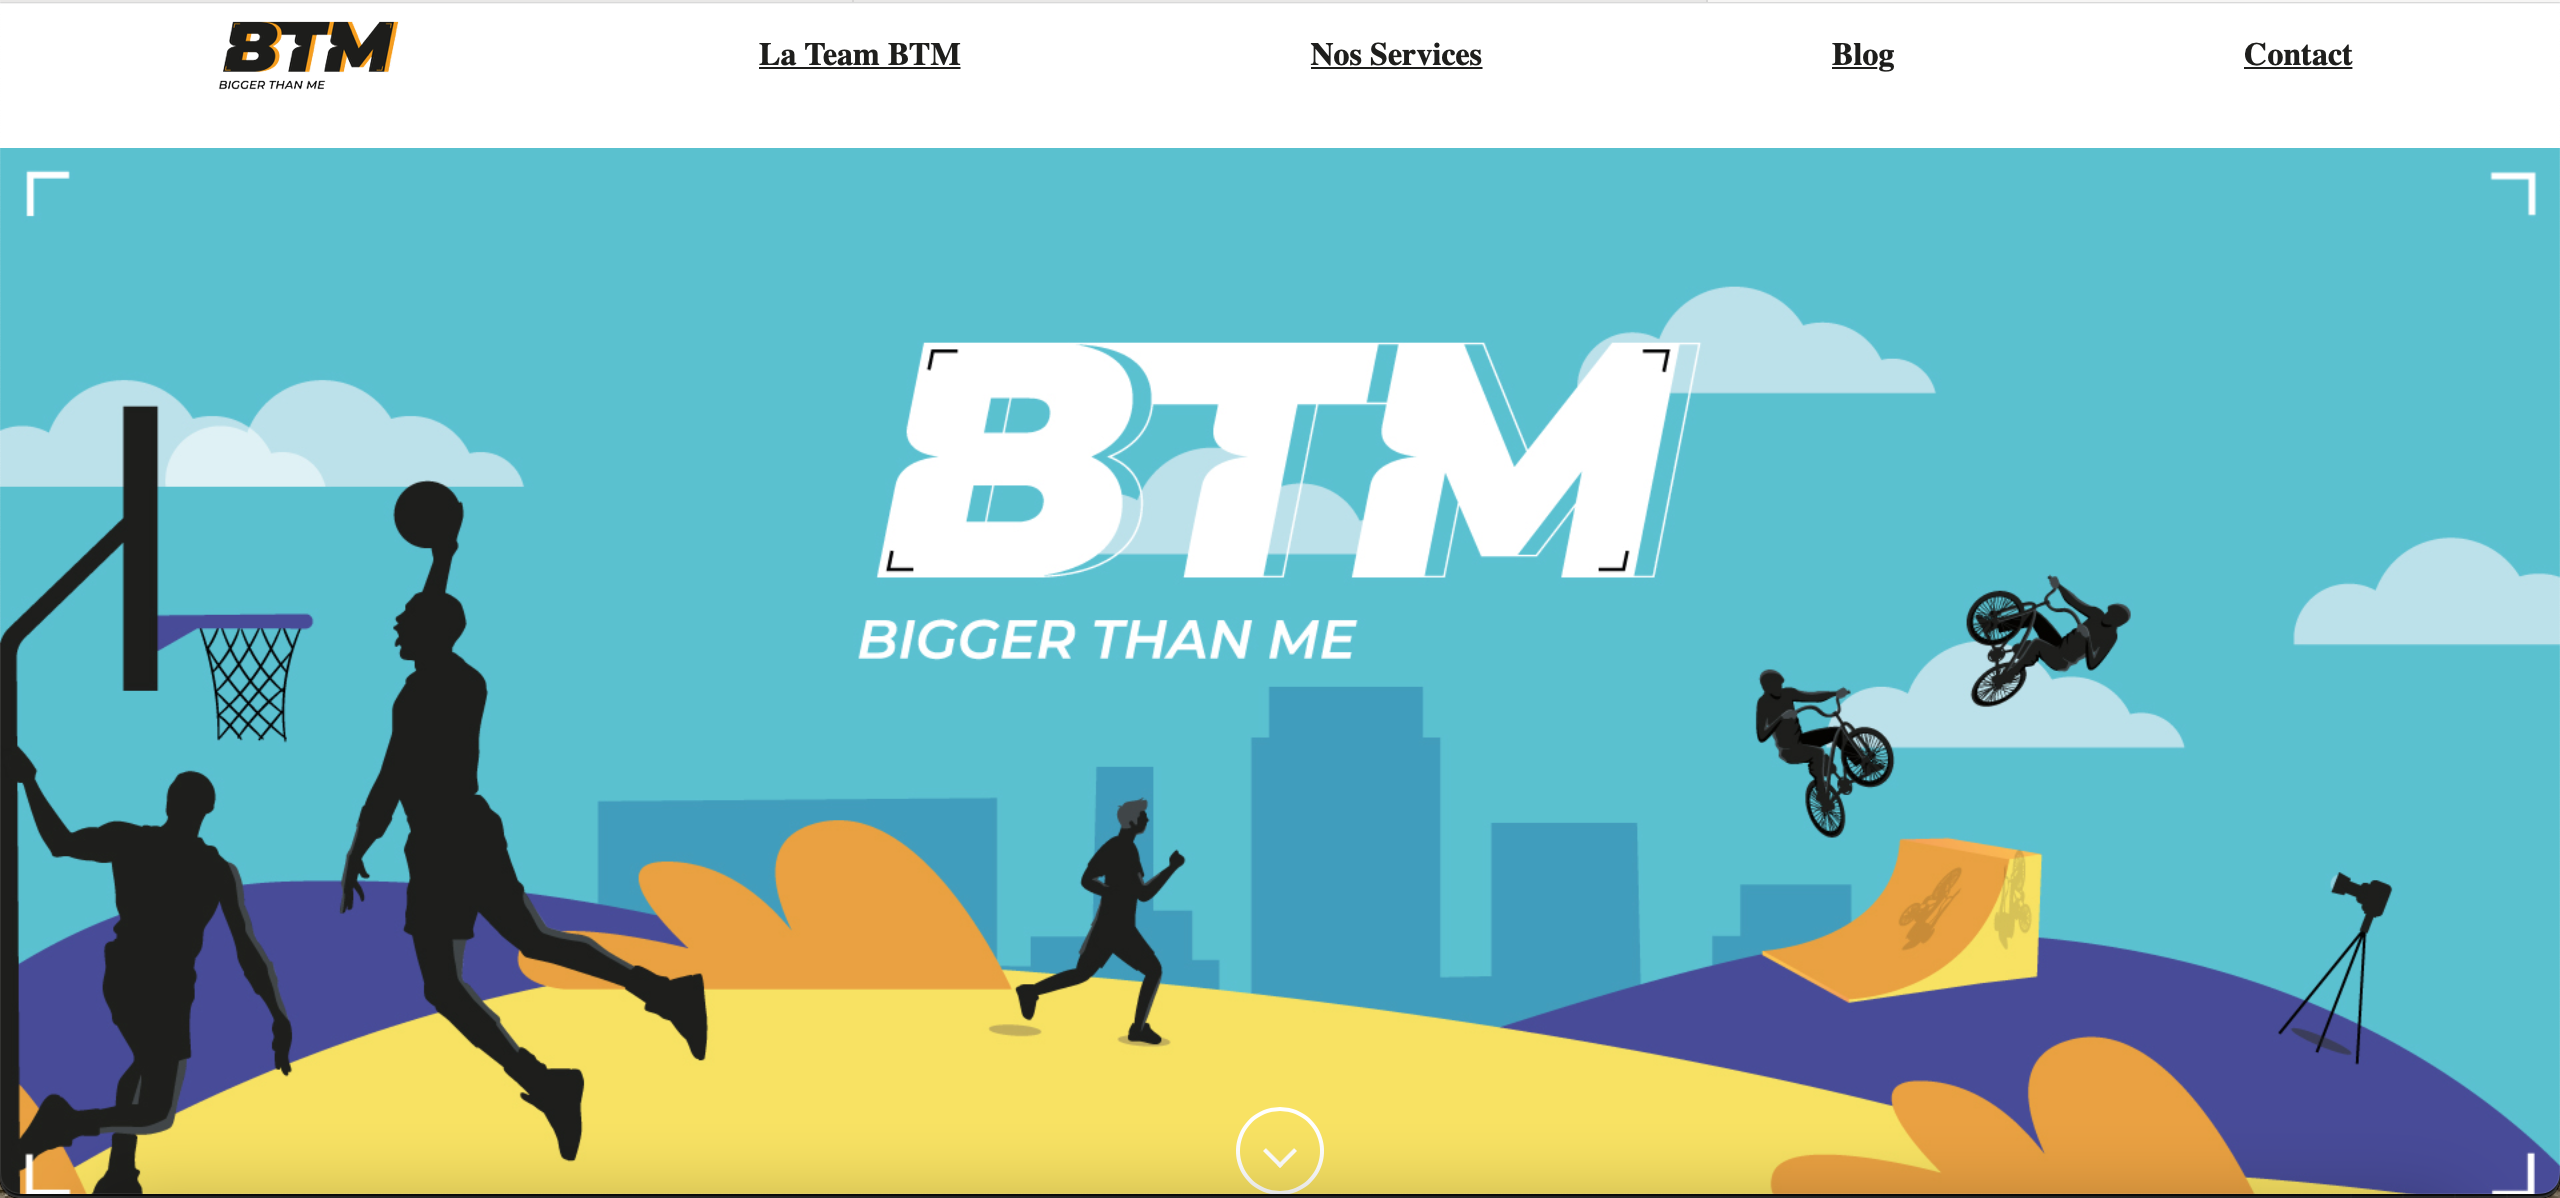 BTM
BIGGER THAN ME
La Team BTM
Nos Services
Blog
Contact
BTM
BIGGER THAN ME